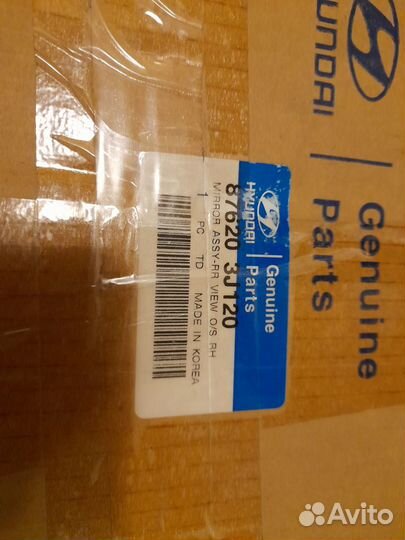 HYUNDAI | Genuine Parts
HYUNDAI | Genuine Parts
87620 3J120
MIRROR ASSY-RR VIEW O/S RH
1 PC TD MADE IN KOREA
Avito